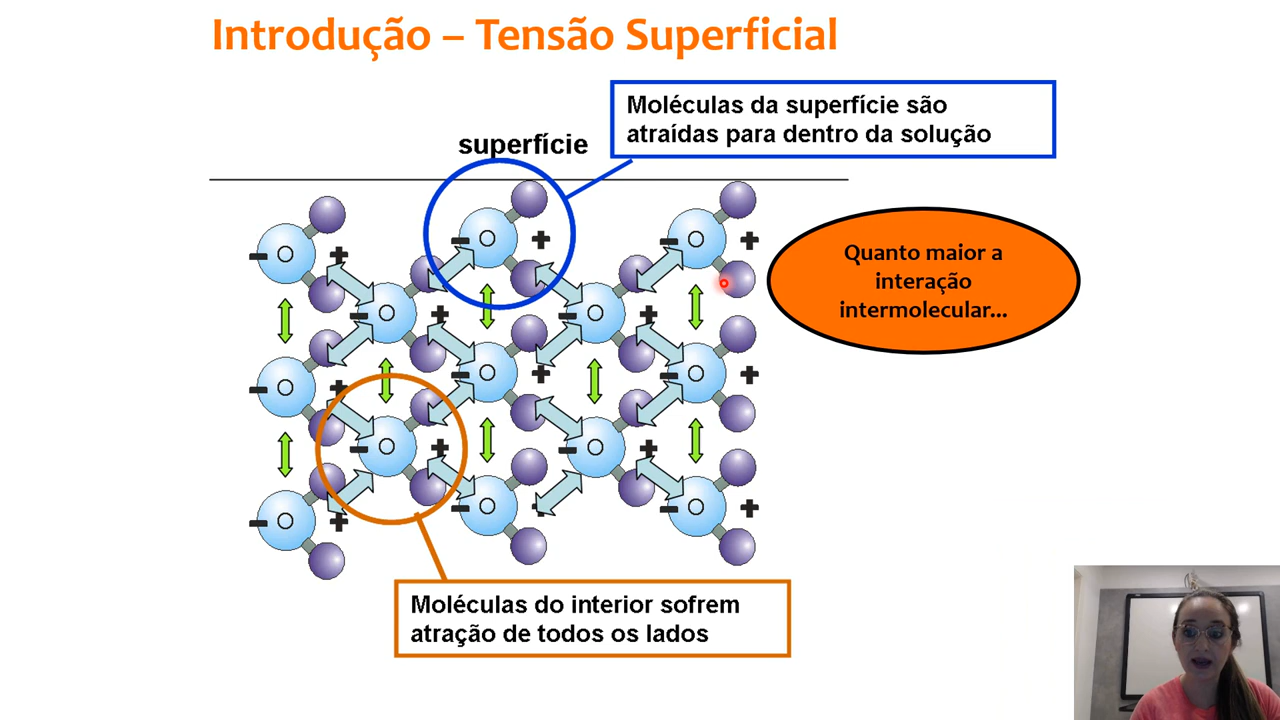 Introdução – Tensão Superficial
Moléculas da superfície são
atraídas para dentro da solução
superfície
Quanto maior a
interação
intermolecular...
O O O
- + - + - +
O O
- + - +
O O O
- + - + - +
O O
- + - +
O O O
- + - - +
Moléculas do interior sofrem
atração de todos os lados